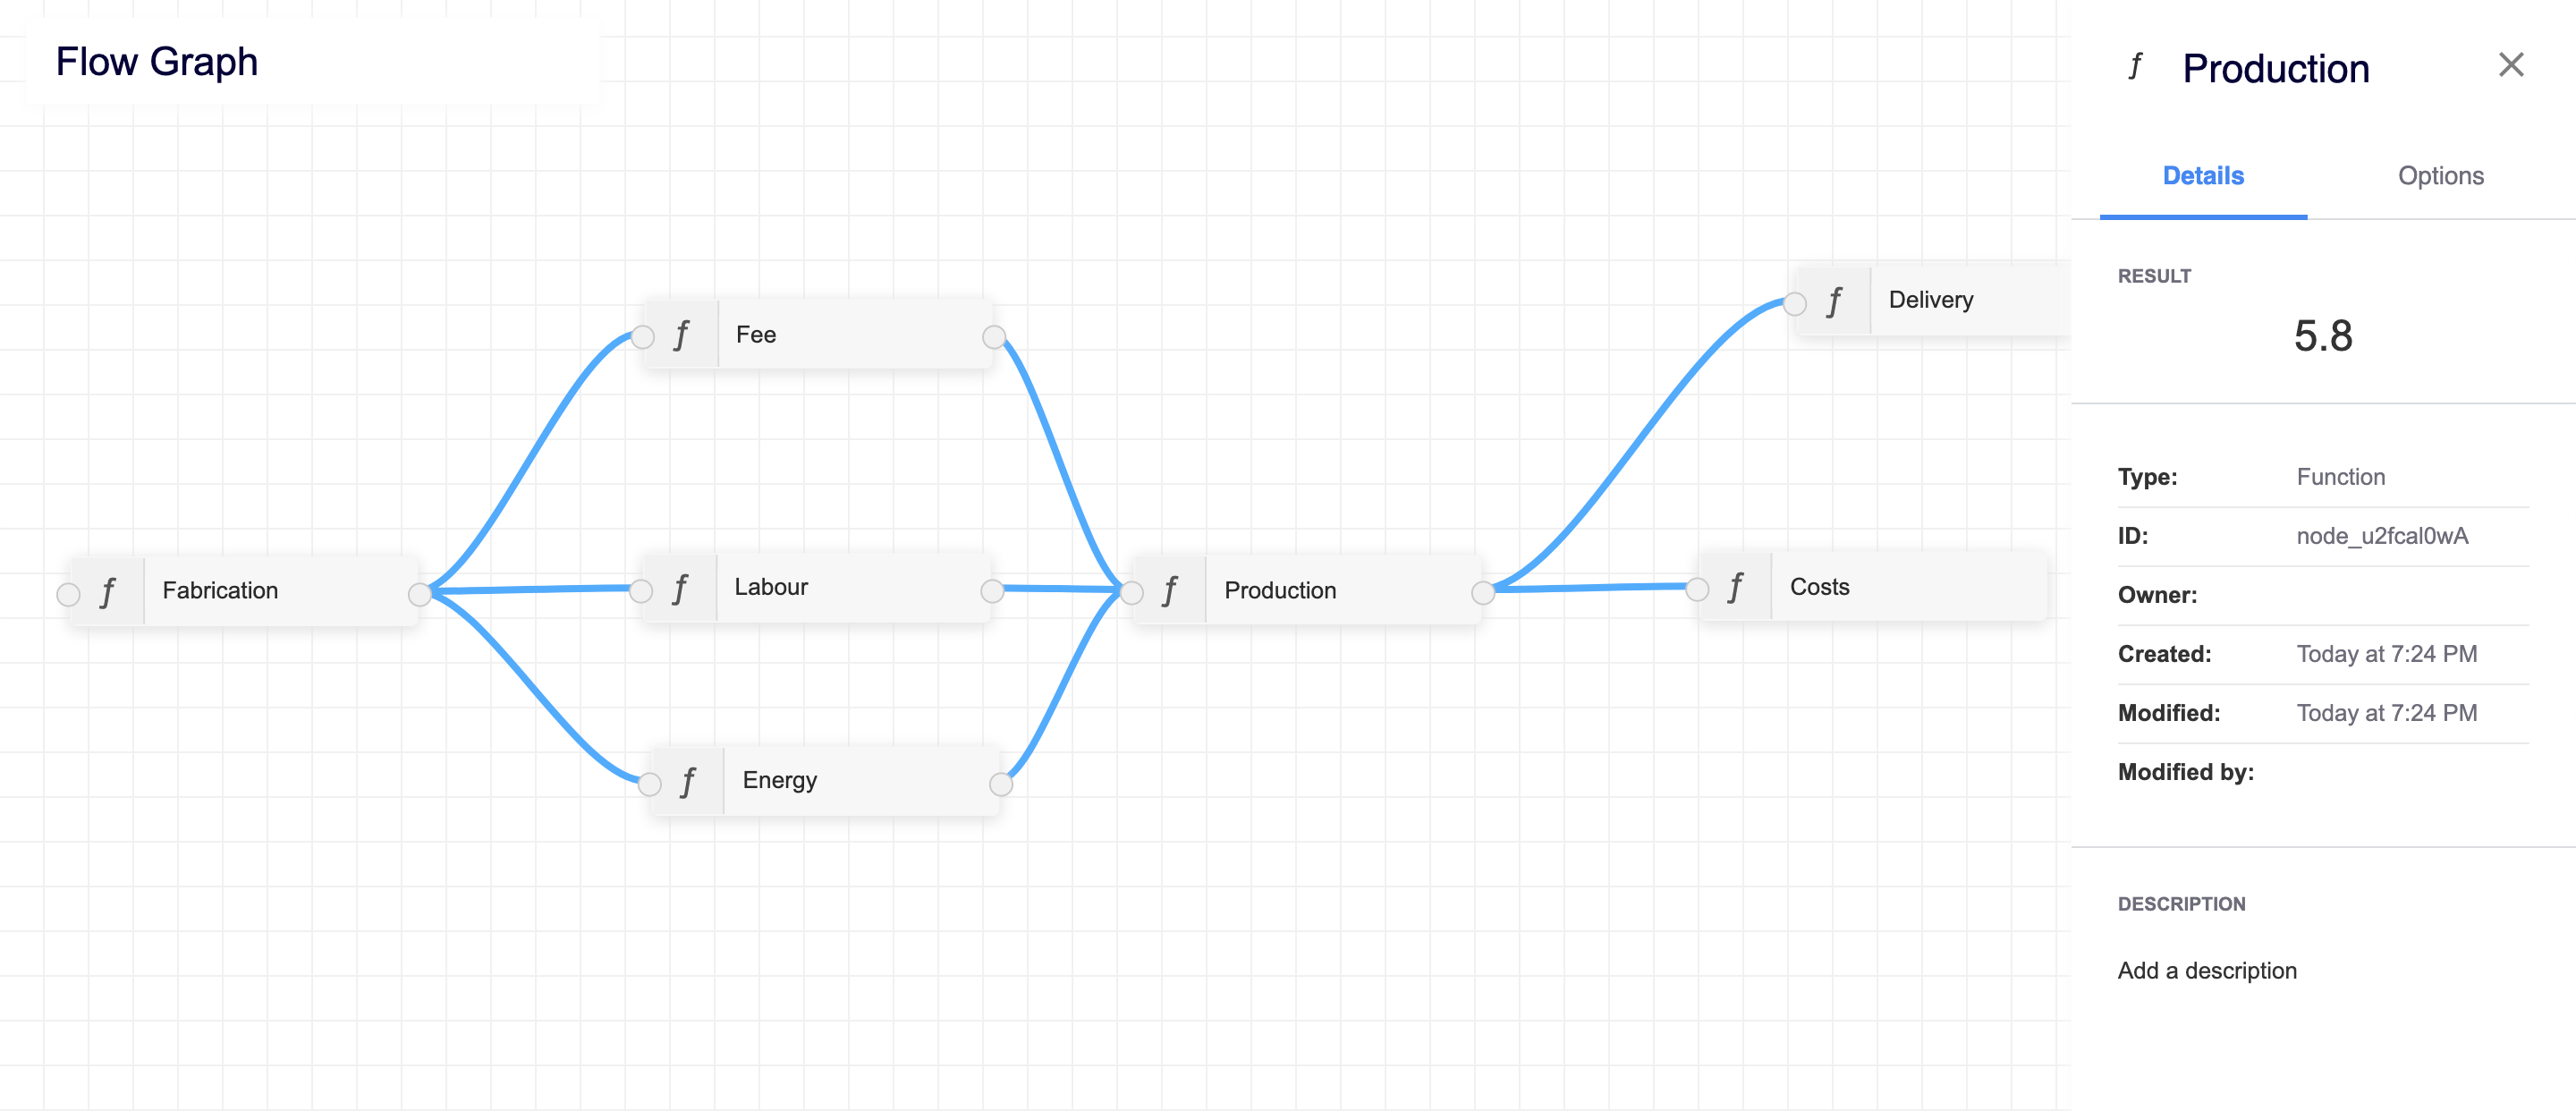 Flow Graph
ƒ Production ×
Details Options
RESULT
5.8
ƒ Delivery
ƒ Fee
ƒ Fabrication
ƒ Labour
ƒ Production
ƒ Costs
ƒ Energy
Type: Function
ID: node_u2fcal0wA
Owner:
Created: Today at 7:24 PM
Modified: Today at 7:24 PM
Modified by:
DESCRIPTION
Add a description